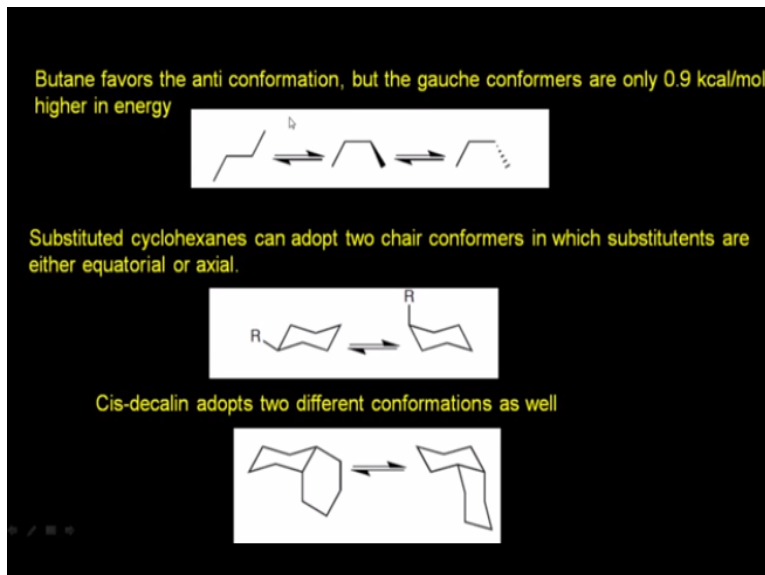 Butane favors the anti conformation, but the gauche conformers are only 0.9 kcal/mol
higher in energy
Substituted cyclohexanes can adopt two chair conformers in which substitutents are
either equatorial or axial.
R
R
Cis-decalin adopts two different conformations as well